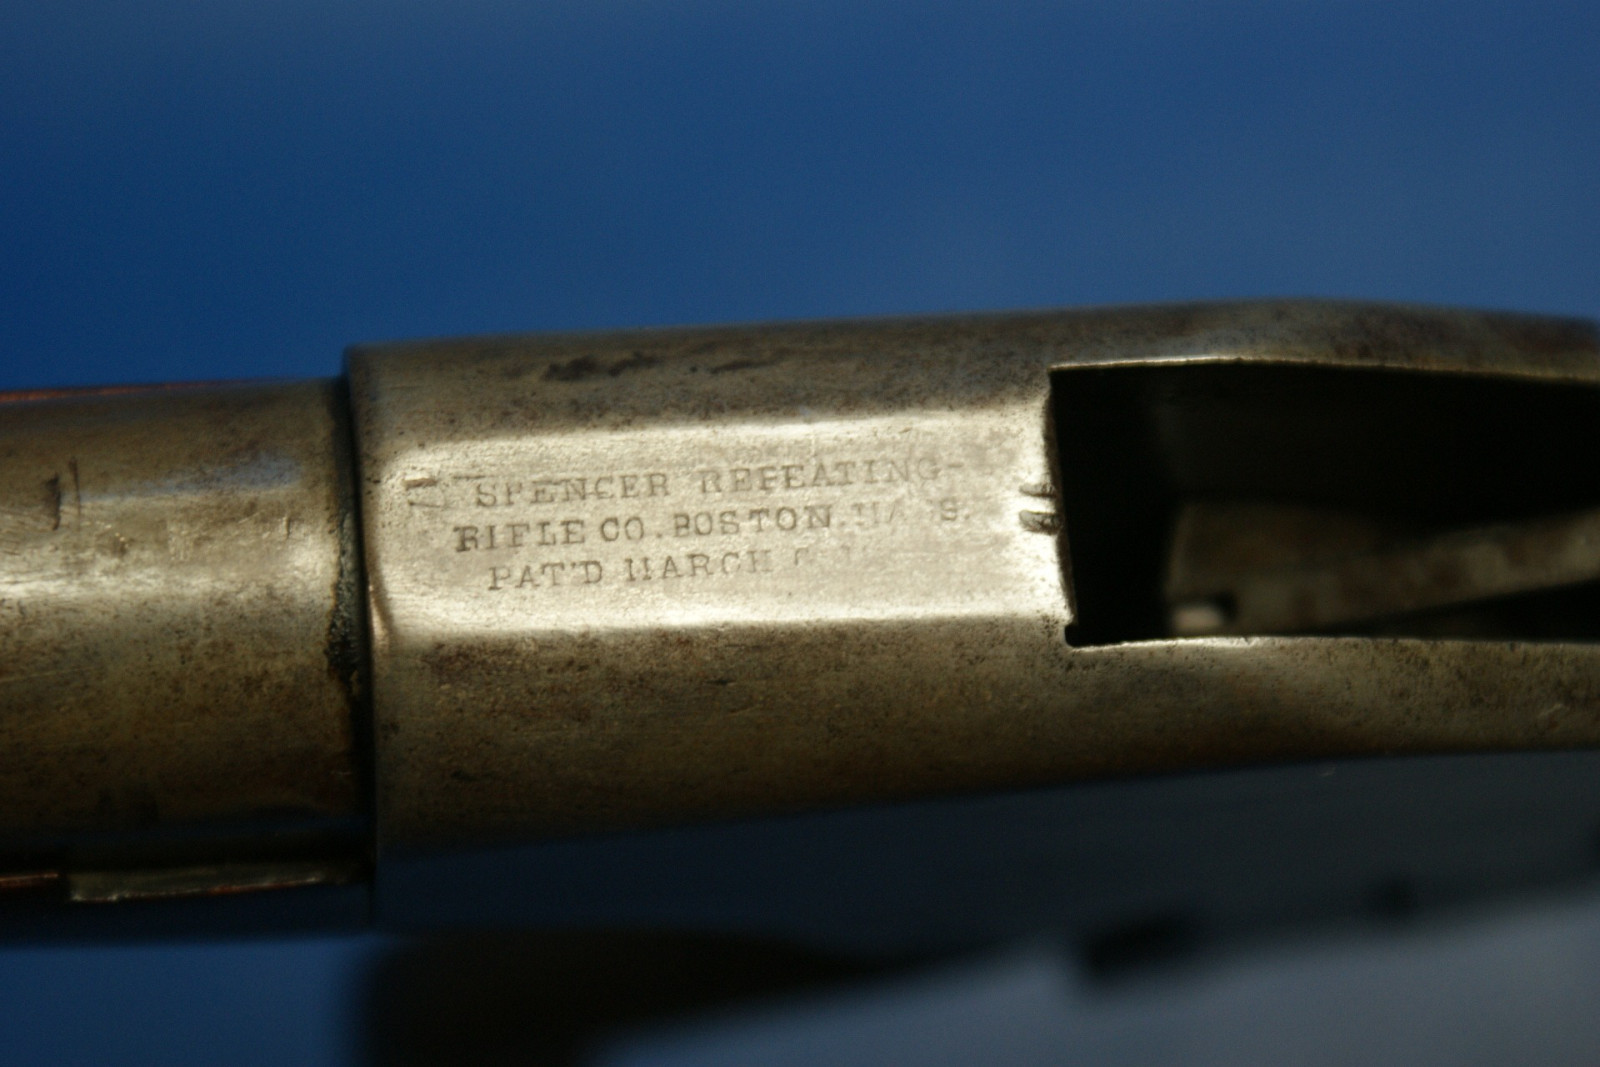 SPENCER REPEATING-
RIFLE CO. BOSTON,
PAT'D MARCH